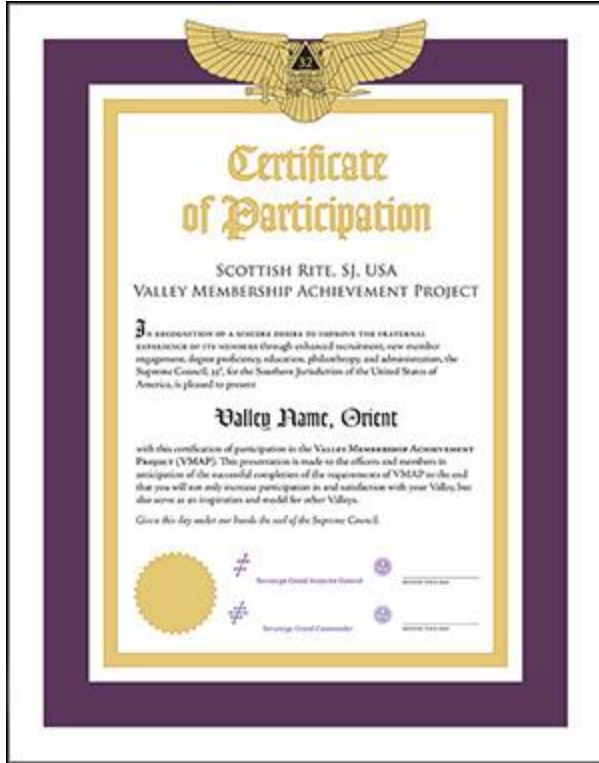 32
Certificate
of Participation
SCOTTISH RITE, SJ, USA
VALLEY MEMBERSHIP ACHIEVEMENT PROJECT
IN RECOGNITION OF A SINCERE DESIRE TO IMPROVE THE FRATERNAL
EXPERIENCE OF ITS MEMBERS through enhanced recruitment, new member
engagement, degree proficiency, education, philanthropy, and administration, the
Supreme Council, 33°, for the Southern Jurisdiction of the United States of
America, is pleased to present
Valley Name, Orient
with this certification of participation in the VALLEY MEMBERSHIP ACHIEVEMENT
PROJECT (VMAP). This presentation is made to the officers and members in
anticipation of the successful completion of the requirements of VMAP to the end
that you will not only increase participation in and satisfaction with your Valley, but
also serve as an inspiration and model for other Valleys.
Given this day under our hands the seal of the Supreme Council.
Sovereign Grand Inspector General
Sovereign Grand Commander